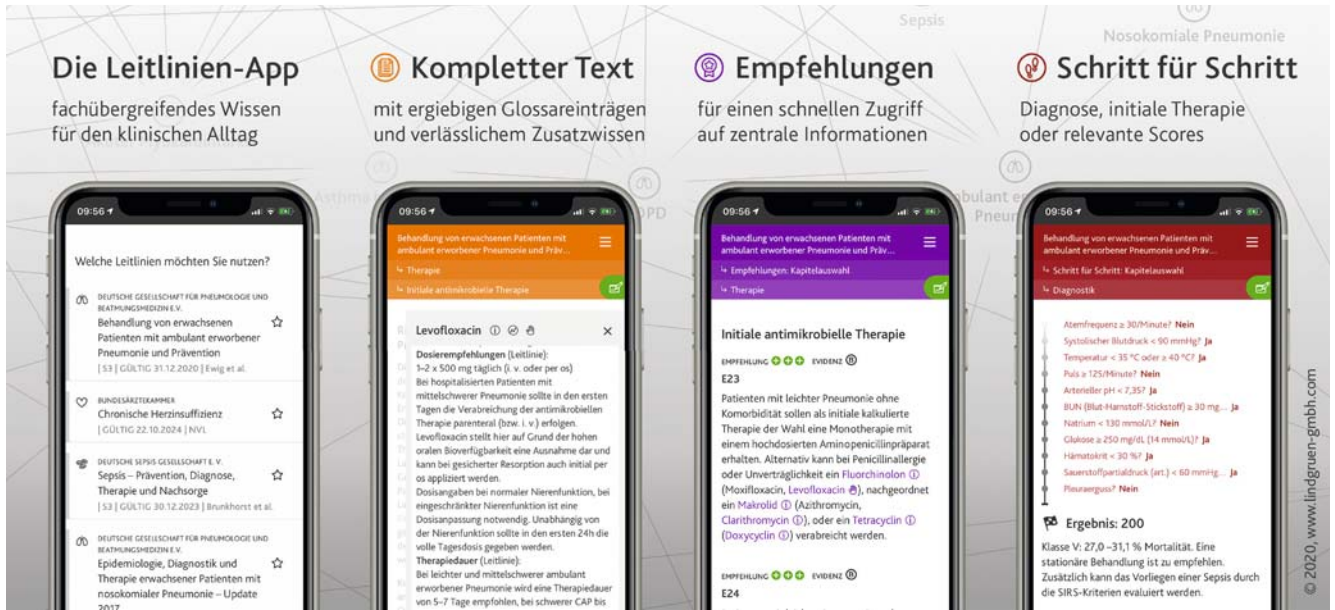 Sepsis
Nosokomiale Pneumonie
Die Leitlinien-App
fachübergreifendes Wissen
für den klinischen Alltag
Kompletter Text
mit ergiebigen Glossareinträgen
und verlässlichem Zusatzwissen
Empfehlungen
für einen schnellen Zugriff
auf zentrale Informationen
Schritt für Schritt
Diagnose, initiale Therapie
oder relevante Scores
Asthma
OPD
bulant er
Pneum
09:56
Welche Leitlinien möchten Sie nutzen?
DEUTSCHE GESELLSCHAFT FÜR PNEUMOLOGIE UND
BEATMUNGSMEDIZIN E.V.
Behandlung von erwachsenen
Patienten mit ambulant erworbener
Pneumonie und Prävention
| S3 | GÜLTIG 31.12.2020 | Ewig et al.
BUNDESÄRZTEKAMMER
Chronische Herzinsuffizienz
| GÜLTIG 22.10.2024 | NVL
DEUTSCHE SEPSIS GESELLSCHAFT E. V.
Sepsis – Prävention, Diagnose,
Therapie und Nachsorge
| S3 | GÜLTIG 30.12.2023 | Brunkhorst et al.
DEUTSCHE GESELLSCHAFT FÜR PNEUMOLOGIE UND
BEATMUNGSMEDIZIN E.V.
Epidemiologie, Diagnostik und
Therapie erwachsener Patienten mit
nosokomialer Pneumonie – Update
2017
09:56
Behandlung von erwachsenen Patienten mit
ambulant erworbener Pneumonie und Präv...
Therapie
Initiale antimikrobielle Therapie
Levofloxacin
Dosierempfehlungen (Leitlinie):
1–2 x 500 mg täglich (i. v. oder per os)
Bei hospitalisierten Patienten mit
mittelschwerer Pneumonie sollte in den ersten
Tagen die Verabreichung der antimikrobiellen
Therapie parenteral (bzw. i. v.) erfolgen.
Levofloxacin stellt hier auf Grund der hohen
oralen Bioverfügbarkeit eine Ausnahme dar und
kann bei gesicherter Resorption auch initial per
os appliziert werden.
Dosisangaben bei normaler Nierenfunktion, bei
eingeschränkter Nierenfunktion ist eine
Dosisanpassung notwendig. Unabhängig von
der Nierenfunktion sollte in den ersten 24h die
volle Tagesdosis gegeben werden.
Therapiedauer (Leitlinie):
Bei leichter und mittelschwerer ambulant
erworbener Pneumonie wird eine Therapiedauer
von 5–7 Tage empfohlen, bei schwerer CAP bis
09:56
Behandlung von erwachsenen Patienten mit
ambulant erworbener Pneumonie und Präv...
Empfehlungen: Kapitelauswahl
Therapie
Initiale antimikrobielle Therapie
EMPFEHLUNG EVIDENZ B
E23
Patienten mit leichter Pneumonie ohne
Komorbidität sollen als initiale kalkulierte
Therapie der Wahl eine Monotherapie mit
einem hochdosierten Aminopenicillinpräparat
erhalten. Alternativ kann bei Penicillinallergie
oder Unverträglichkeit ein Fluorchinolon
(Moxifloxacin, Levofloxacin), nachgeordnet
ein Makrolid (Azithromycin,
Clarithromycin), oder ein Tetracyclin
(Doxycyclin) verabreicht werden.
EMPFEHLUNG EVIDENZ B
E24
09:56
Behandlung von erwachsenen Patienten mit
ambulant erworbener Pneumonie und Präv...
Schritt für Schritt: Kapitelauswahl
Diagnostik
Atemfrequenz ≥ 30/Minute? Nein
Systolischer Blutdruck < 90 mmHg? Ja
Temperatur < 35 °C oder ≥ 40 °C? Ja
Puls ≥ 125/Minute? Nein
Arterieller pH < 7,35? Ja
BUN (Blut-Harnstoff-Stickstoff) ≥ 30 mg... Ja
Natrium < 130 mmol/L? Nein
Glukose ≥ 250 mg/dL (14 mmol/L)? Ja
Hämatokrit < 30 %? Ja
Sauerstoffpartialdruck (art.) < 60 mmHg... Ja
Pleuraerguss? Nein
Ergebnis: 200
Klasse V: 27,0 –31,1 % Mortalität. Eine
stationäre Behandlung ist zu empfehlen.
Zusätzlich kann das Vorliegen einer Sepsis durch
die SIRS-Kriterien evaluiert werden.
© 2020, www.lindgruen-gmbh.com